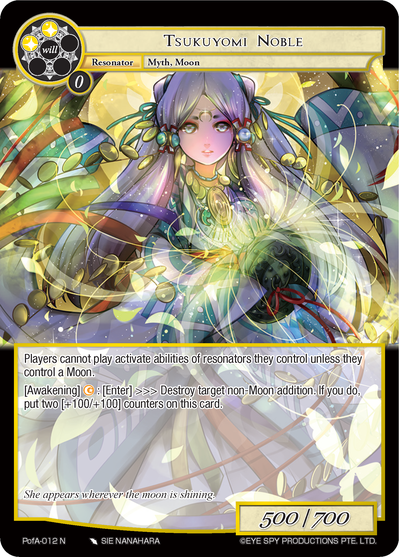 Tsukuyomi Noble
will
Resonator
Myth, Moon
0
Players cannot play activate abilities of resonators they control unless they
control a Moon.
[Awakening] : [Enter] >>> Destroy target non-Moon addition. If you do,
put two [+100/+100] counters on this card.
She appears wherever the moon is shining.
500 / 700
PofA-012 N
SIE NANAHARA
©EYE SPY PRODUCTIONS PTE. LTD.